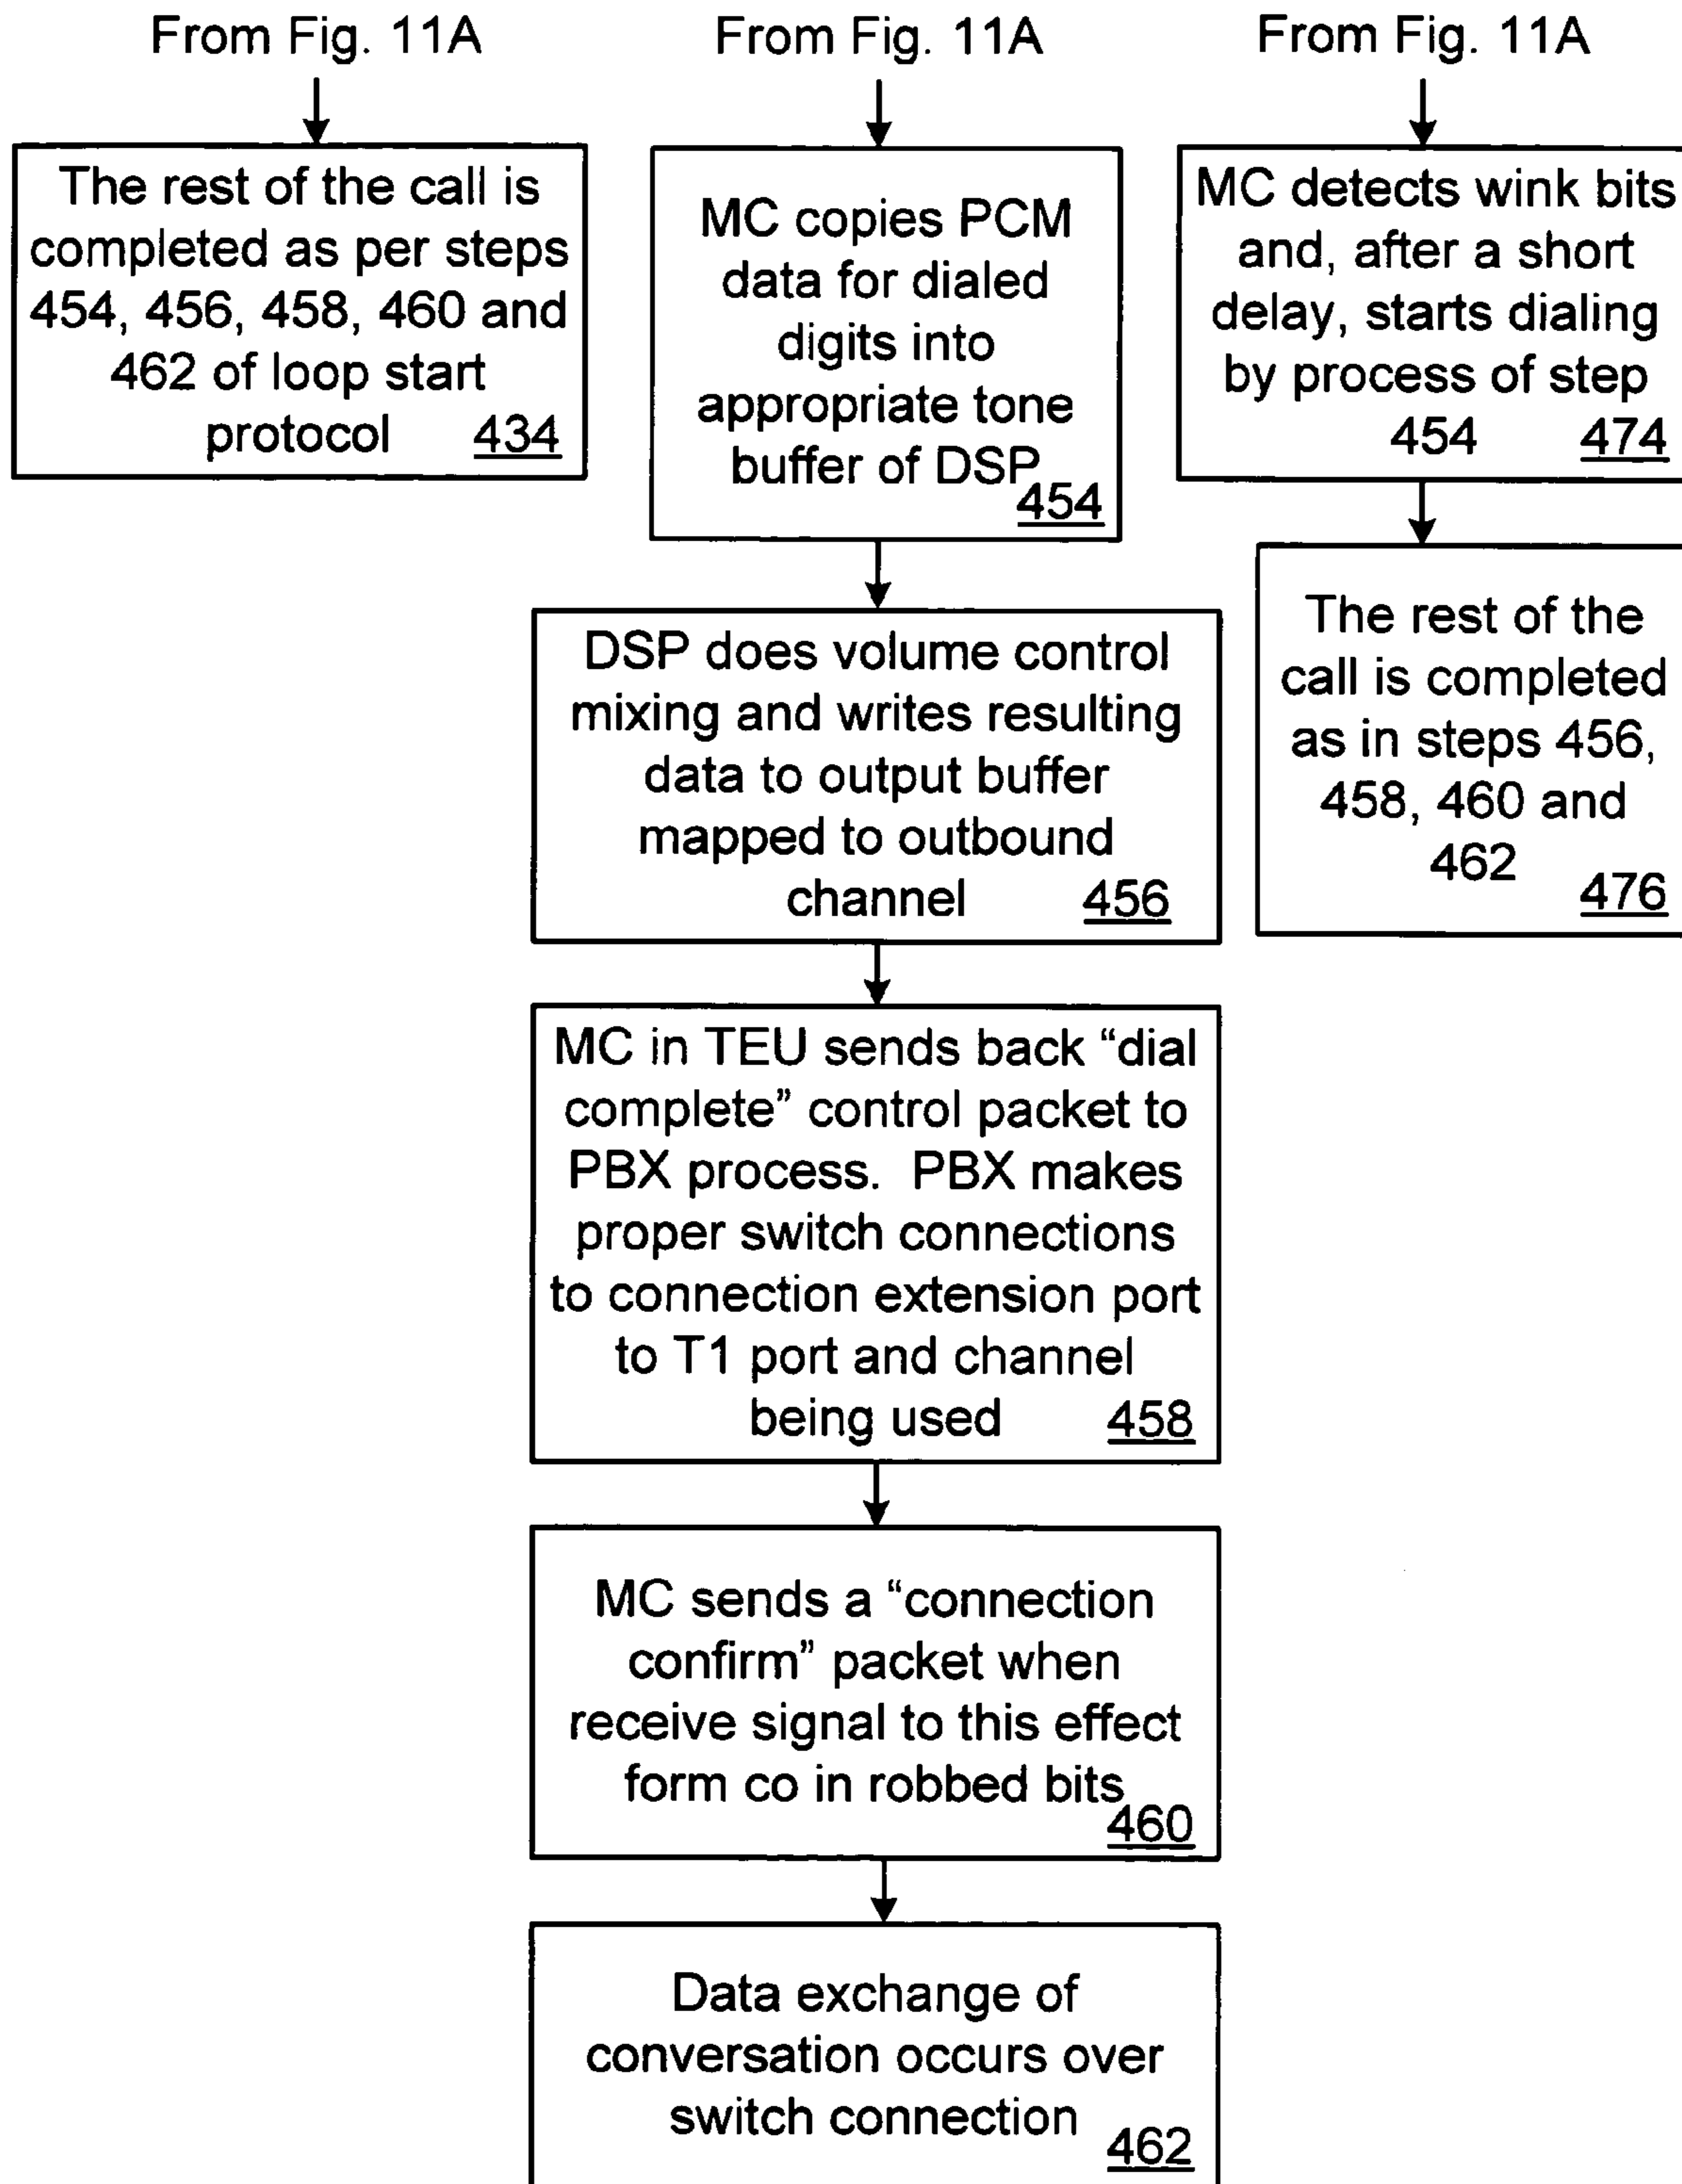 From Fig. 11A
The rest of the call is
completed as per steps
454, 456, 458, 460 and
462 of loop start
protocol 434
From Fig. 11A
MC copies PCM
data for dialed
digits into
appropriate tone
buffer of DSP
454
DSP does volume control
mixing and writes resulting
data to output buffer
mapped to outbound
channel 456
MC in TEU sends back “dial
complete” control packet to
PBX process. PBX makes
proper switch connections
to connection extension port
to T1 port and channel
being used 458
MC sends a “connection
confirm” packet when
receive signal to this effect
form co in robbed bits
460
Data exchange of
conversation occurs over
switch connection
462
From Fig. 11A
MC detects wink bits
and, after a short
delay, starts dialing
by process of step
454 474
The rest of the
call is completed
as in steps 456,
458, 460 and
462
476